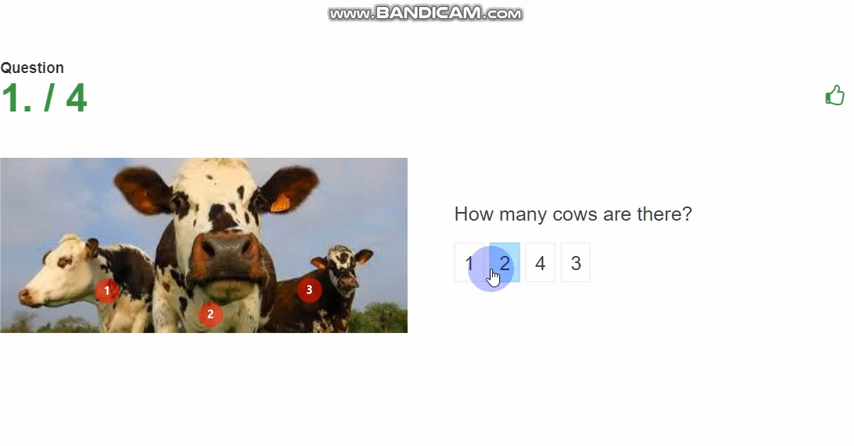 www.BANDICAM.com
Question
1. / 4
How many cows are there?
1 2 4 3
1
2
3